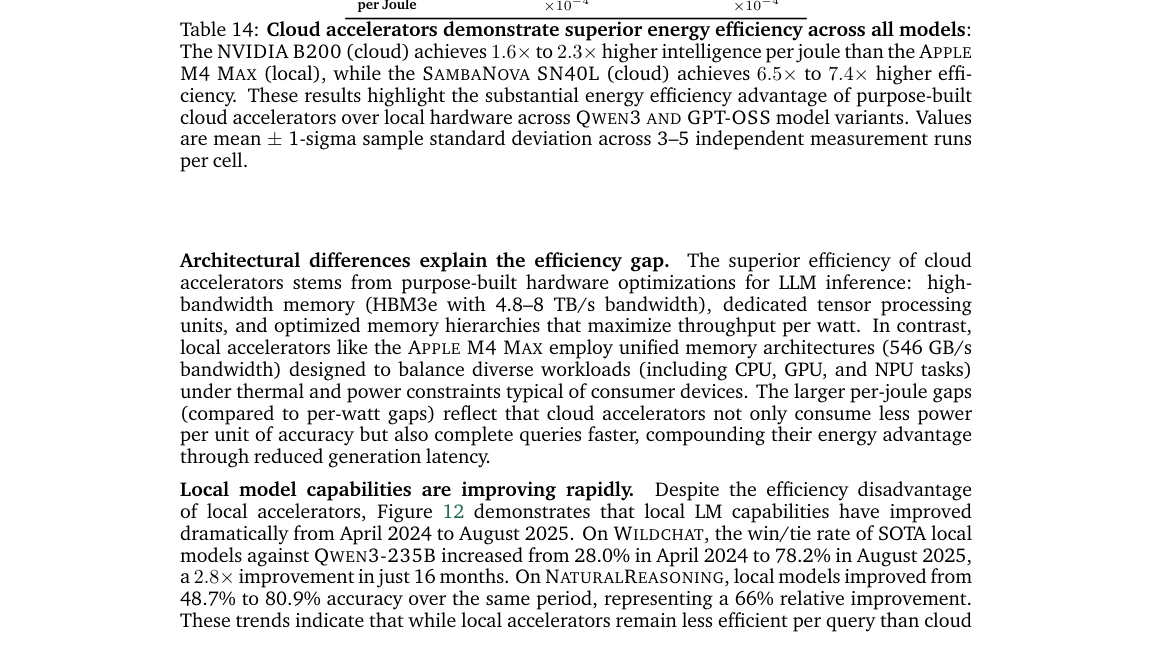 per Joule ×10⁻⁴ ×10⁻⁴
Table 14: Cloud accelerators demonstrate superior energy efficiency across all models:
The NVIDIA B200 (cloud) achieves 1.6× to 2.3× higher intelligence per joule than the APPLE
M4 MAX (local), while the SAMBANOVA SN40L (cloud) achieves 6.5× to 7.4× higher effi-
ciency. These results highlight the substantial energy efficiency advantage of purpose-built
cloud accelerators over local hardware across QWEN3 AND GPT-OSS model variants. Values
are mean ± 1-sigma sample standard deviation across 3–5 independent measurement runs
per cell.
Architectural differences explain the efficiency gap. The superior efficiency of cloud
accelerators stems from purpose-built hardware optimizations for LLM inference: high-
bandwidth memory (HBM3e with 4.8–8 TB/s bandwidth), dedicated tensor processing
units, and optimized memory hierarchies that maximize throughput per watt. In contrast,
local accelerators like the APPLE M4 MAX employ unified memory architectures (546 GB/s
bandwidth) designed to balance diverse workloads (including CPU, GPU, and NPU tasks)
under thermal and power constraints typical of consumer devices. The larger per-joule gaps
(compared to per-watt gaps) reflect that cloud accelerators not only consume less power
per unit of accuracy but also complete queries faster, compounding their energy advantage
through reduced generation latency.
Local model capabilities are improving rapidly. Despite the efficiency disadvantage
of local accelerators, Figure 12 demonstrates that local LM capabilities have improved
dramatically from April 2024 to August 2025. On WILDCHAT, the win/tie rate of SOTA local
models against QWEN3-235B increased from 28.0% in April 2024 to 78.2% in August 2025,
a 2.8× improvement in just 16 months. On NATURALREASONING, local models improved from
48.7% to 80.9% accuracy over the same period, representing a 66% relative improvement.
These trends indicate that while local accelerators remain less efficient per query than cloud